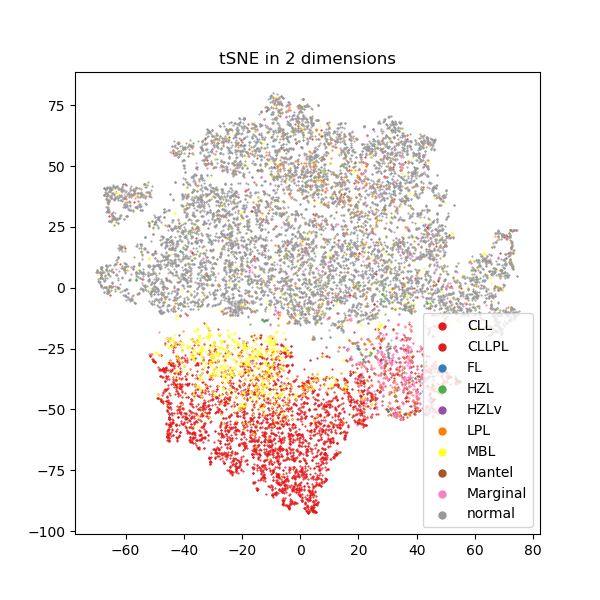 tSNE in 2 dimensions
75
50
25
0
−25
−50
−75
−100
−60
−40
−20
0
20
40
60
80
CLL
CLLPL
FL
HZL
HZLv
LPL
MBL
Mantel
Marginal
normal